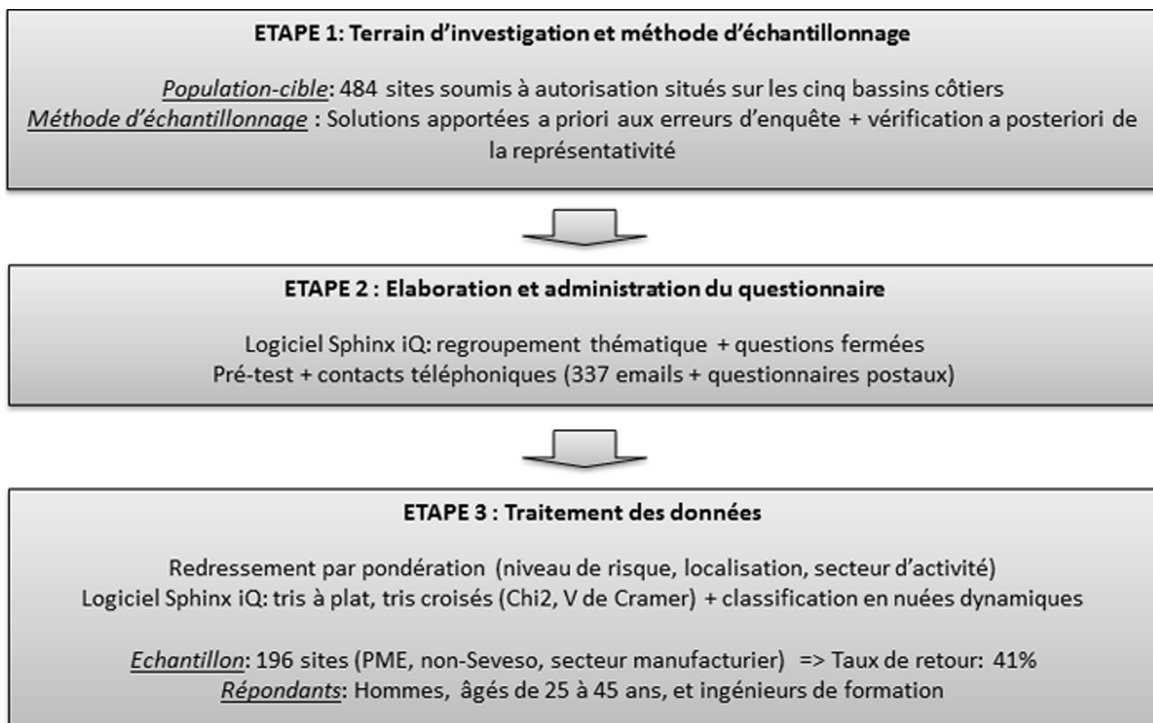 ETAPE 1: Terrain d’investigation et méthode d’échantillonnage
Population-cible: 484 sites soumis à autorisation situés sur les cinq bassins côtiers
Méthode d’échantillonnage : Solutions apportées a priori aux erreurs d’enquête + vérification a posteriori de
la représentativité
ETAPE 2 : Elaboration et administration du questionnaire
Logiciel Sphinx iQ: regroupement thématique + questions fermées
Pré-test + contacts téléphoniques (337 emails + questionnaires postaux)
ETAPE 3 : Traitement des données
Redressement par pondération (niveau de risque, localisation, secteur d’activité)
Logiciel Sphinx iQ: tris à plat, tris croisés (Chi2, V de Cramer) + classification en nuées dynamiques
Echantillon: 196 sites (PME, non-Seveso, secteur manufacturier) => Taux de retour: 41%
Répondants: Hommes, âgés de 25 à 45 ans, et ingénieurs de formation